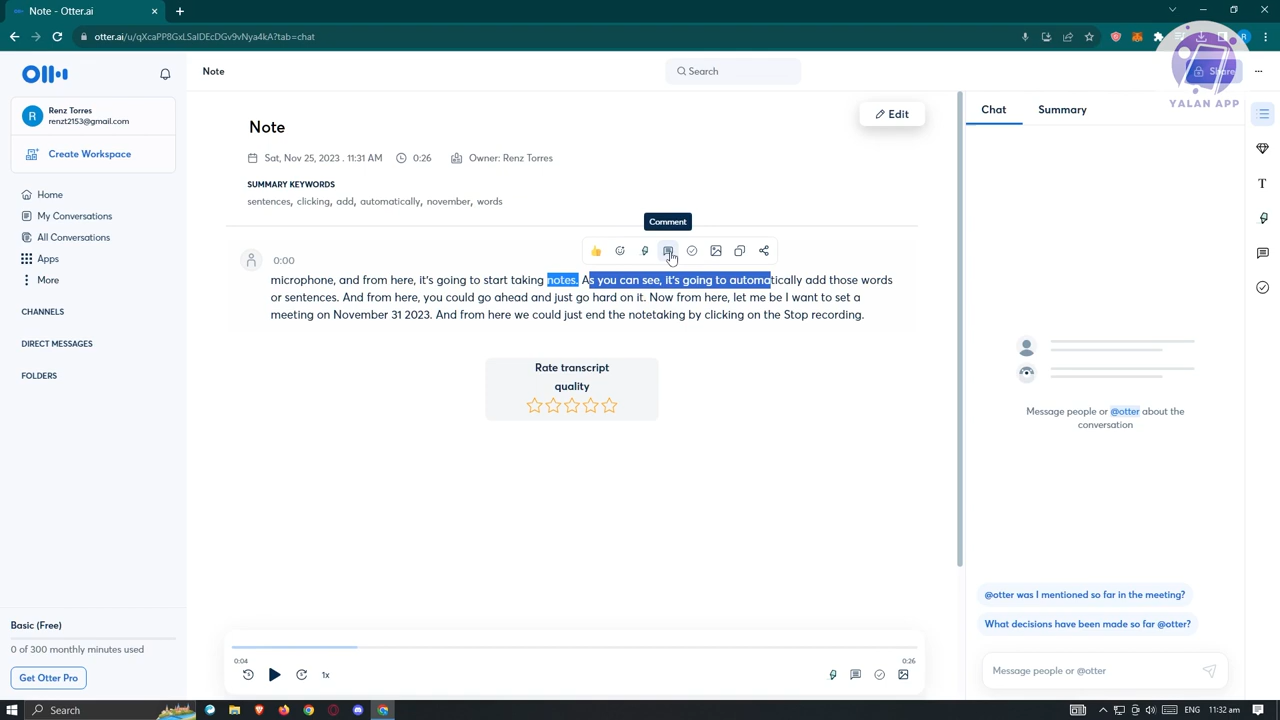 Note - Otter.ai
otter.ai/u/qXcaPP8GxLSaIDEcDGv9vNya4kA?tab=chat
R
Note
Search
Share
YALAN APP
R
Renz Torres
renzt2153@gmail.com
Create Workspace
Home
My Conversations
All Conversations
Apps
More
CHANNELS
DIRECT MESSAGES
FOLDERS
Basic (Free)
0 of 300 monthly minutes used
Get Otter Pro
Edit
Note
Sat, Nov 25, 2023 . 11:31 AM
0:26
Owner: Renz Torres
SUMMARY KEYWORDS
sentences, clicking, add, automatically, november, words
Comment
0:00
microphone, and from here, it's going to start taking notes. As you can see, it's going to automatically add those words
or sentences. And from here, you could go ahead and just go hard on it. Now from here, let me be I want to set a
meeting on November 31 2023. And from here we could just end the notetaking by clicking on the Stop recording.
Rate transcript
quality
0:04
0:26
1x
Chat
Summary
Message people or @otter about the
conversation
@otter was I mentioned so far in the meeting?
What decisions have been made so far @otter?
Message people or @otter
T
Search
ENG
11:32 am